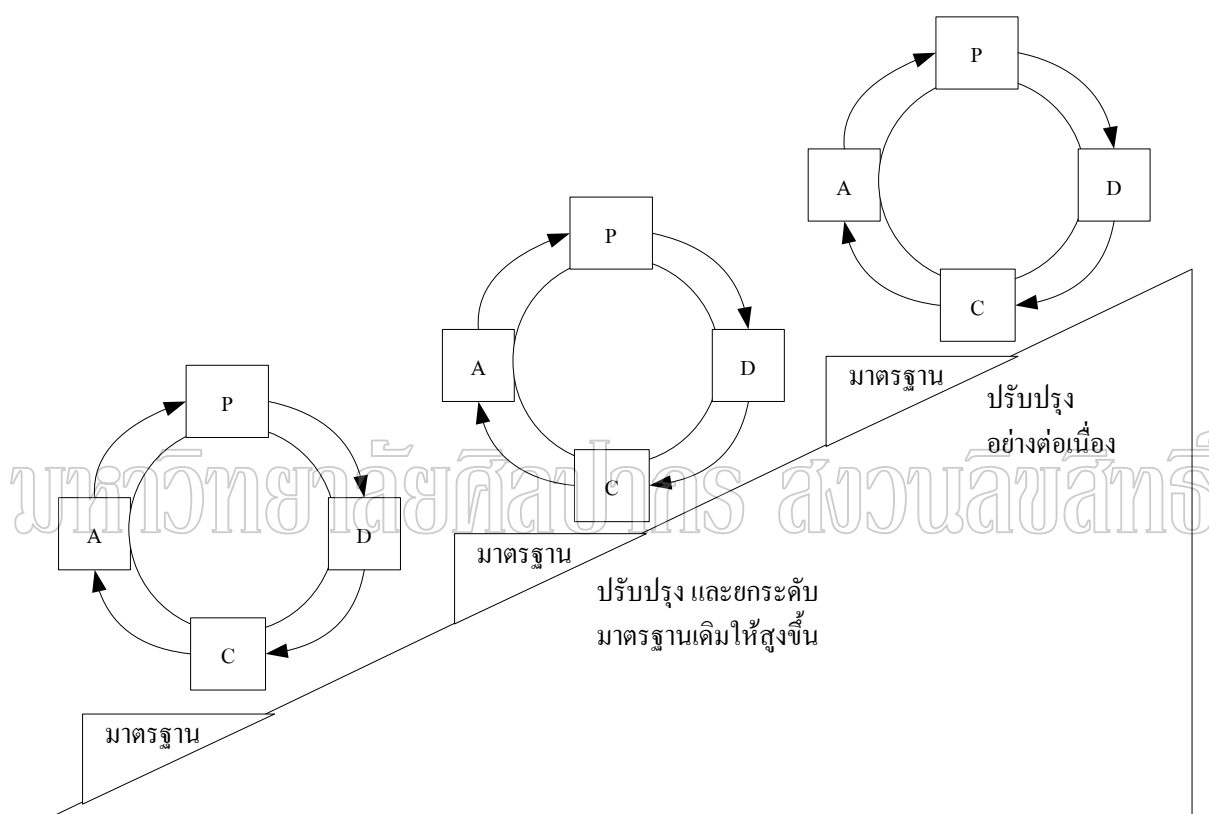 P
A
D
C
มาตรฐาน
ปรับปรุง
อย่างต่อเนื่อง
P
A
D
C
มาตรฐาน
ปรับปรุง และยกระดับ
มาตรฐานเดิมให้สูงขึ้น
P
A
D
C
มาตรฐาน
มหาวิทยาลัยศิลปากร สงวนลิขสิทธิ์